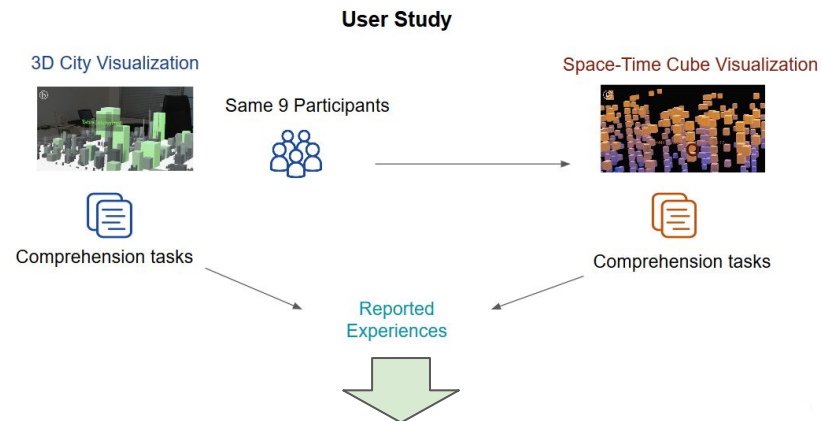 User Study
3D City Visualization
Space-Time Cube Visualization
Same 9 Participants
Comprehension tasks
Comprehension tasks
Reported
Experiences